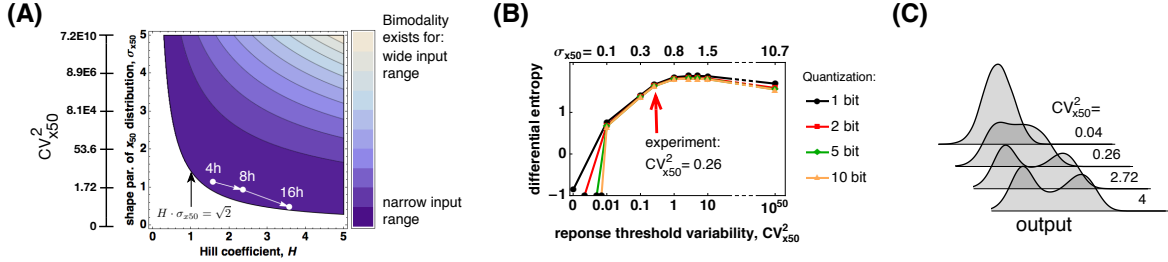 (A)
CV²x50
7.2E10
8.9E6
8.1E4
53.6
1.72
0
shape par. of x50 distribution, σx50
5
4
3
2
1
0
4h
8h
16h
H · σx50 = √2
0 1 2 3 4 5
Hill coefficient, H
Bimodality
exists for:
wide input
range
narrow input
range
(B)
σx50= 0.1 0.3 0.8 1.5 10.7
differential entropy
1
0
−1
experiment:
CV²x50 = 0.26
0 0.01 0.1 1 10 10⁵⁰
reponse threshold variability, CV²x50
Quantization:
1 bit
2 bit
5 bit
10 bit
(C)
CV²x50=
0.04
0.26
2.72
4
output